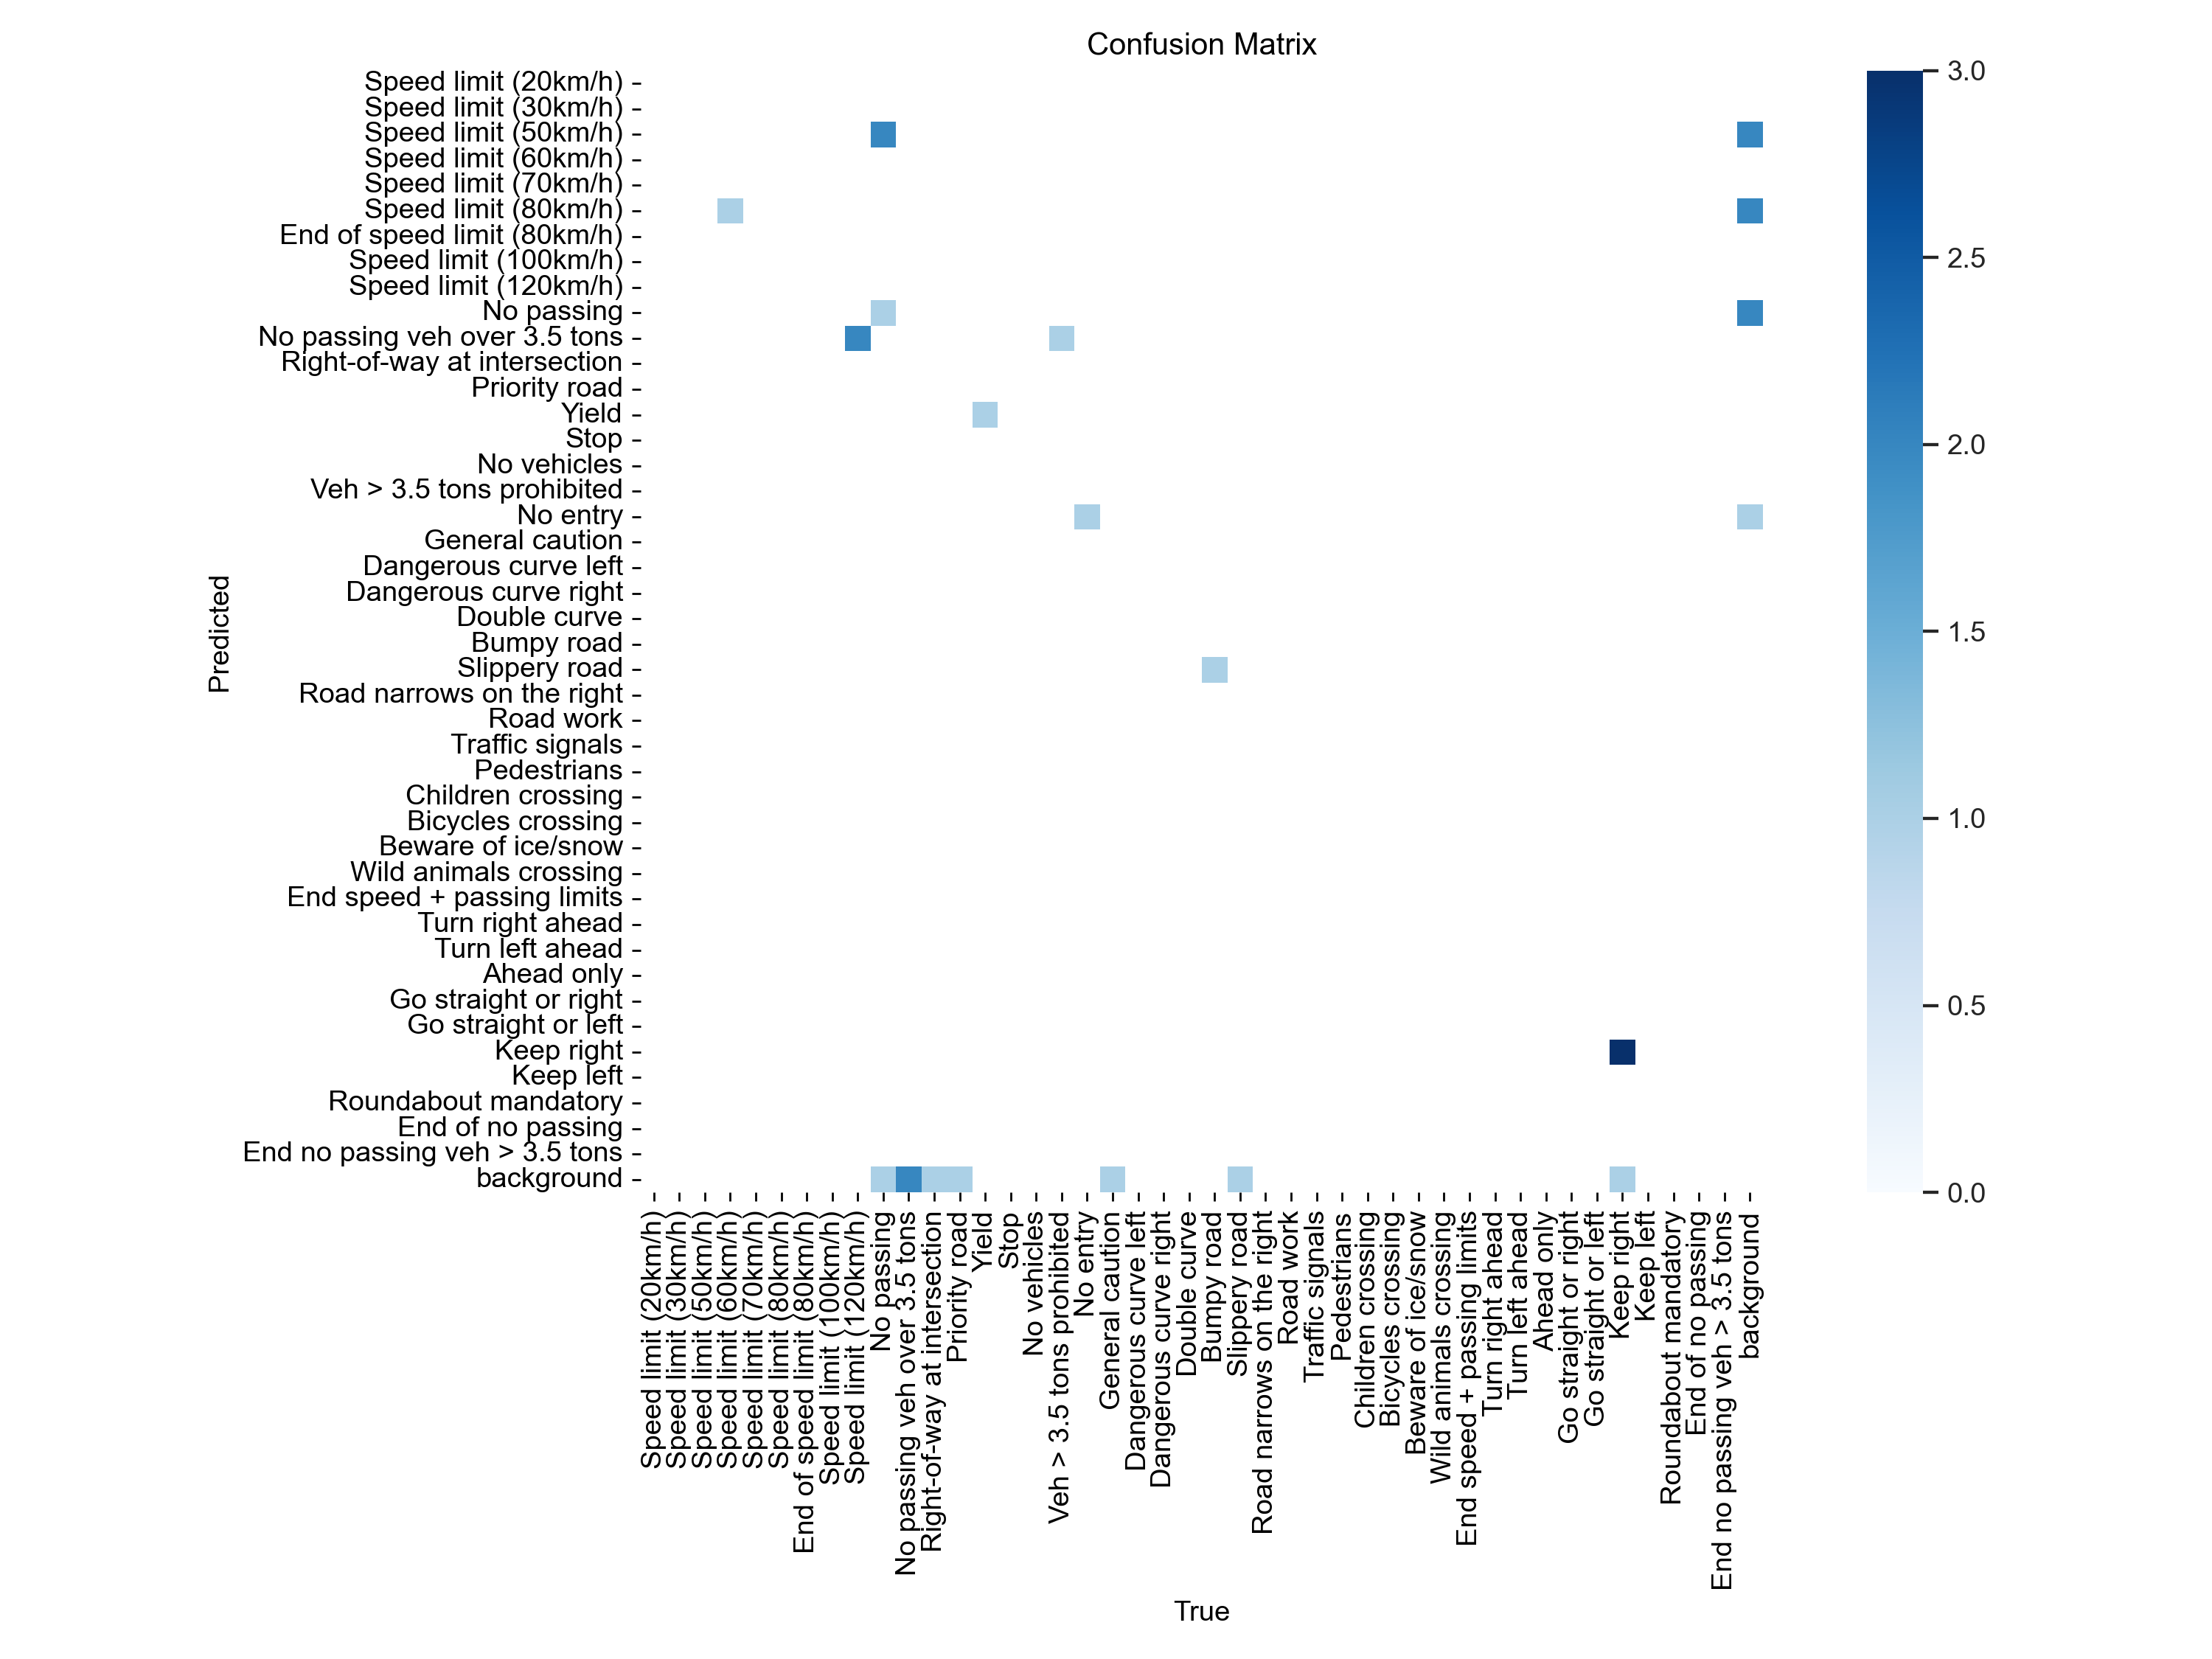 Confusion Matrix
Speed limit (20km/h)
Speed limit (30km/h)
Speed limit (50km/h)
Speed limit (60km/h)
Speed limit (70km/h)
Speed limit (80km/h)
End of speed limit (80km/h)
Speed limit (100km/h)
Speed limit (120km/h)
No passing
No passing veh over 3.5 tons
Right-of-way at intersection
Priority road
Yield
Stop
No vehicles
Veh > 3.5 tons prohibited
No entry
General caution
Dangerous curve left
Dangerous curve right
Double curve
Bumpy road
Slippery road
Road narrows on the right
Road work
Traffic signals
Pedestrians
Children crossing
Bicycles crossing
Beware of ice/snow
Wild animals crossing
End speed + passing limits
Turn right ahead
Turn left ahead
Ahead only
Go straight or right
Go straight or left
Keep right
Keep left
Roundabout mandatory
End of no passing
End no passing veh > 3.5 tons
background
Predicted
Speed limit (20km/h)
Speed limit (30km/h)
Speed limit (50km/h)
Speed limit (60km/h)
Speed limit (70km/h)
Speed limit (80km/h)
End of speed limit (80km/h)
Speed limit (100km/h)
Speed limit (120km/h)
No passing
No passing veh over 3.5 tons
Right-of-way at intersection
Priority road
Yield
Stop
No vehicles
Veh > 3.5 tons prohibited
No entry
General caution
Dangerous curve left
Dangerous curve right
Double curve
Bumpy road
Slippery road
Road narrows on the right
Road work
Traffic signals
Pedestrians
Children crossing
Bicycles crossing
Beware of ice/snow
Wild animals crossing
End speed + passing limits
Turn right ahead
Turn left ahead
Ahead only
Go straight or right
Go straight or left
Keep right
Keep left
Roundabout mandatory
End of no passing
End no passing veh > 3.5 tons
background
True
3.0
2.5
2.0
1.5
1.0
0.5
0.0